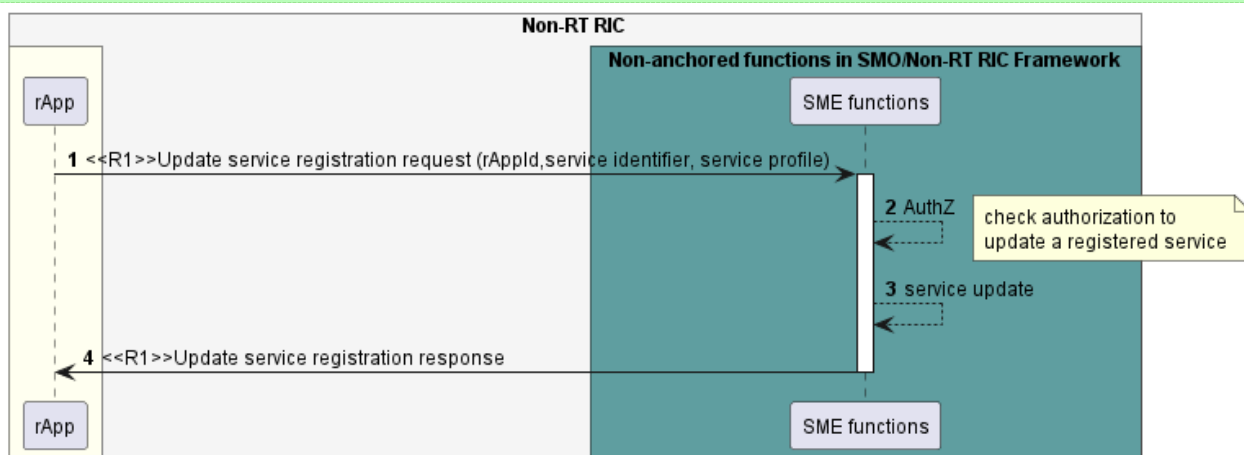 Non-RT RIC
Non-anchored functions in SMO/Non-RT RIC Framework
rApp
SME functions
1 <<R1>>Update service registration request (rAppId,service identifier, service profile)
2 AuthZ
check authorization to
update a registered service
3 service update
4 <<R1>>Update service registration response
rApp
SME functions